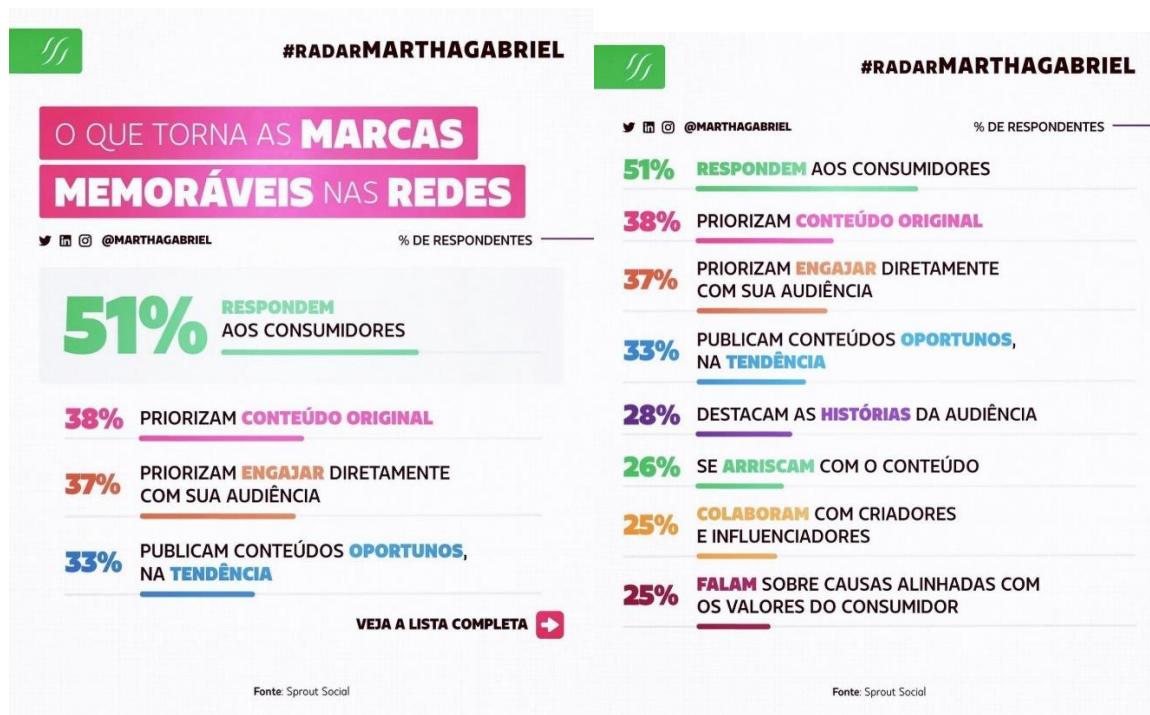 #RADARMARTHAGABRIEL
O QUE TORNA AS MARCAS
MEMORÁVEIS NAS REDES
@MARTHAGABRIEL
% DE RESPONDENTES
51% RESPONDEM
AOS CONSUMIDORES
38% PRIORIZAM CONTEÚDO ORIGINAL
37% PRIORIZAM ENGAJAR DIRETAMENTE
COM SUA AUDIÊNCIA
33% PUBLICAM CONTEÚDOS OPORTUNOS,
NA TENDÊNCIA
VEJA A LISTA COMPLETA
Fonte: Sprout Social
#RADARMARTHAGABRIEL
@MARTHAGABRIEL
% DE RESPONDENTES
51% RESPONDEM AOS CONSUMIDORES
38% PRIORIZAM CONTEÚDO ORIGINAL
37% PRIORIZAM ENGAJAR DIRETAMENTE
COM SUA AUDIÊNCIA
33% PUBLICAM CONTEÚDOS OPORTUNOS,
NA TENDÊNCIA
28% DESTACAM AS HISTÓRIAS DA AUDIÊNCIA
26% SE ARRISCAM COM O CONTEÚDO
25% COLABORAM COM CRIADORES
E INFLUENCIADORES
25% FALAM SOBRE CAUSAS ALINHADAS COM
OS VALORES DO CONSUMIDOR
Fonte: Sprout Social